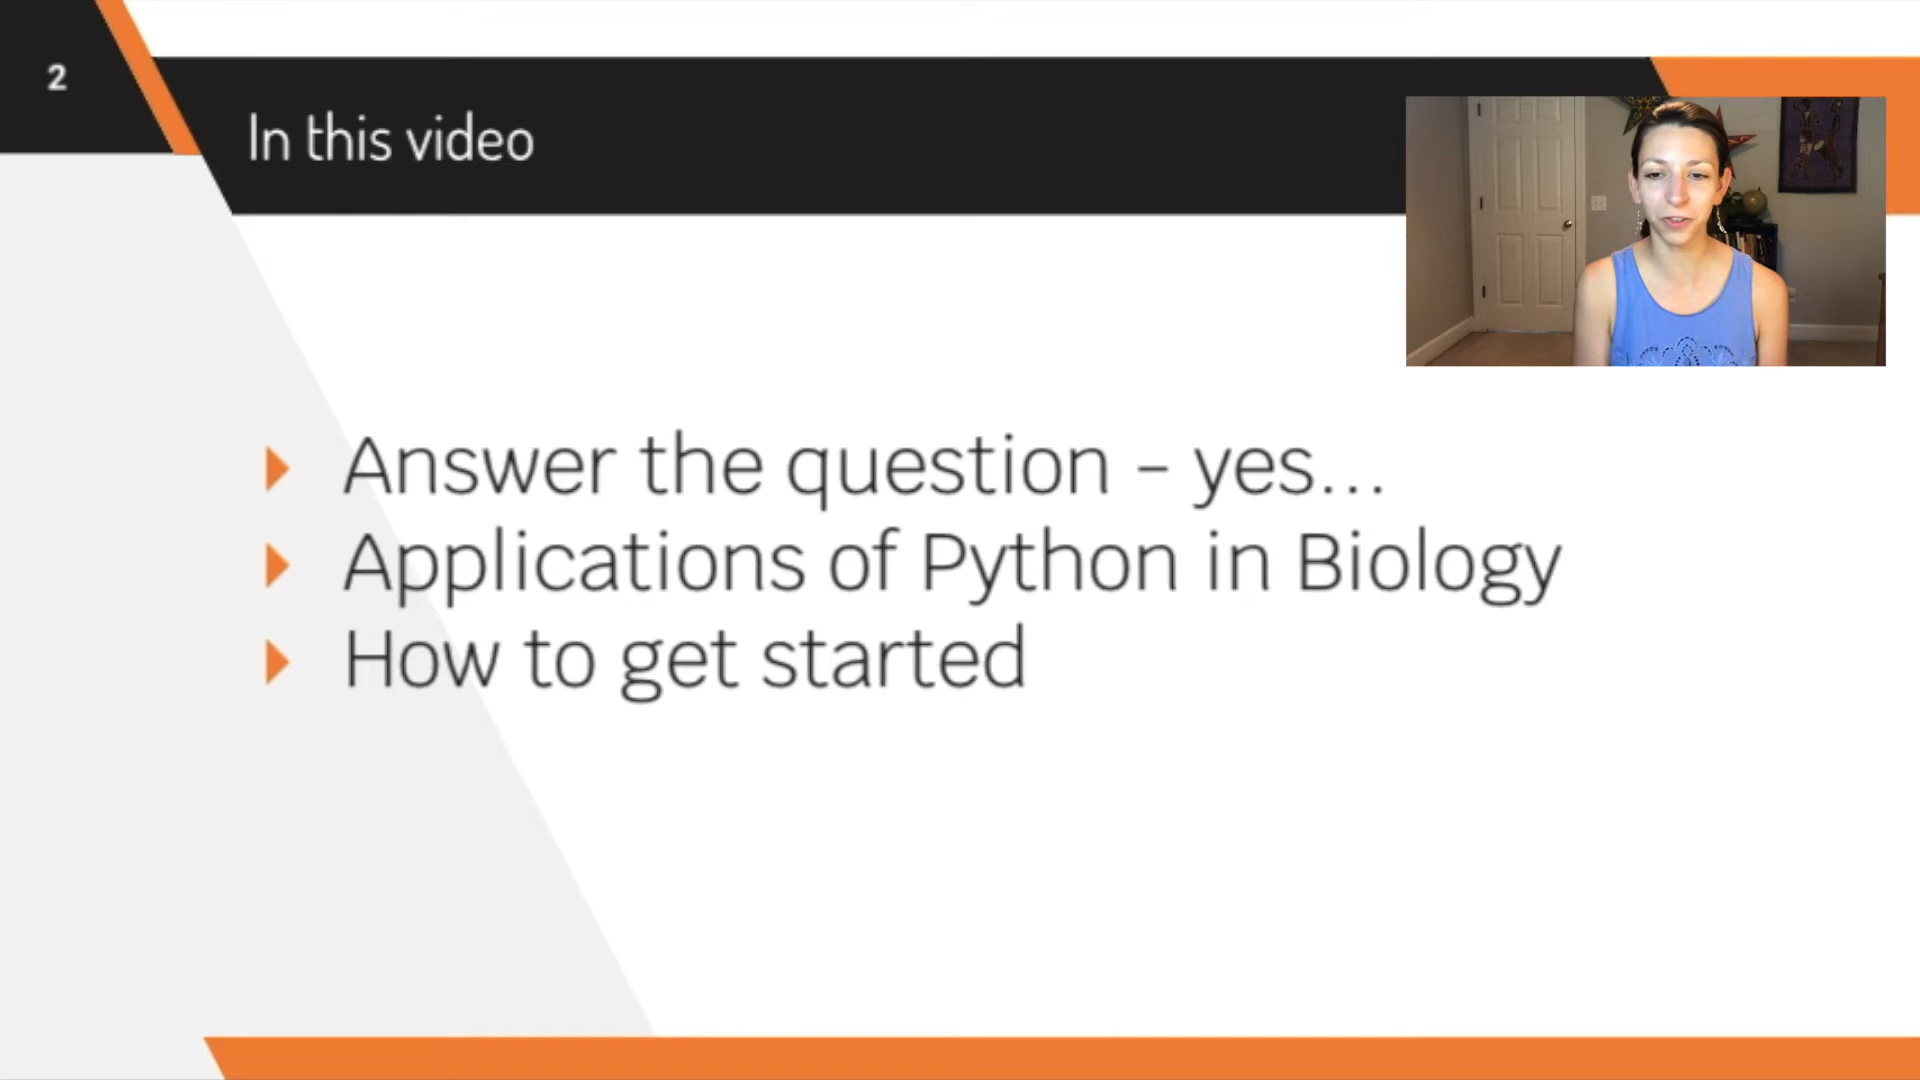 2
In this video
Answer the question – yes...
Applications of Python in Biology
How to get started